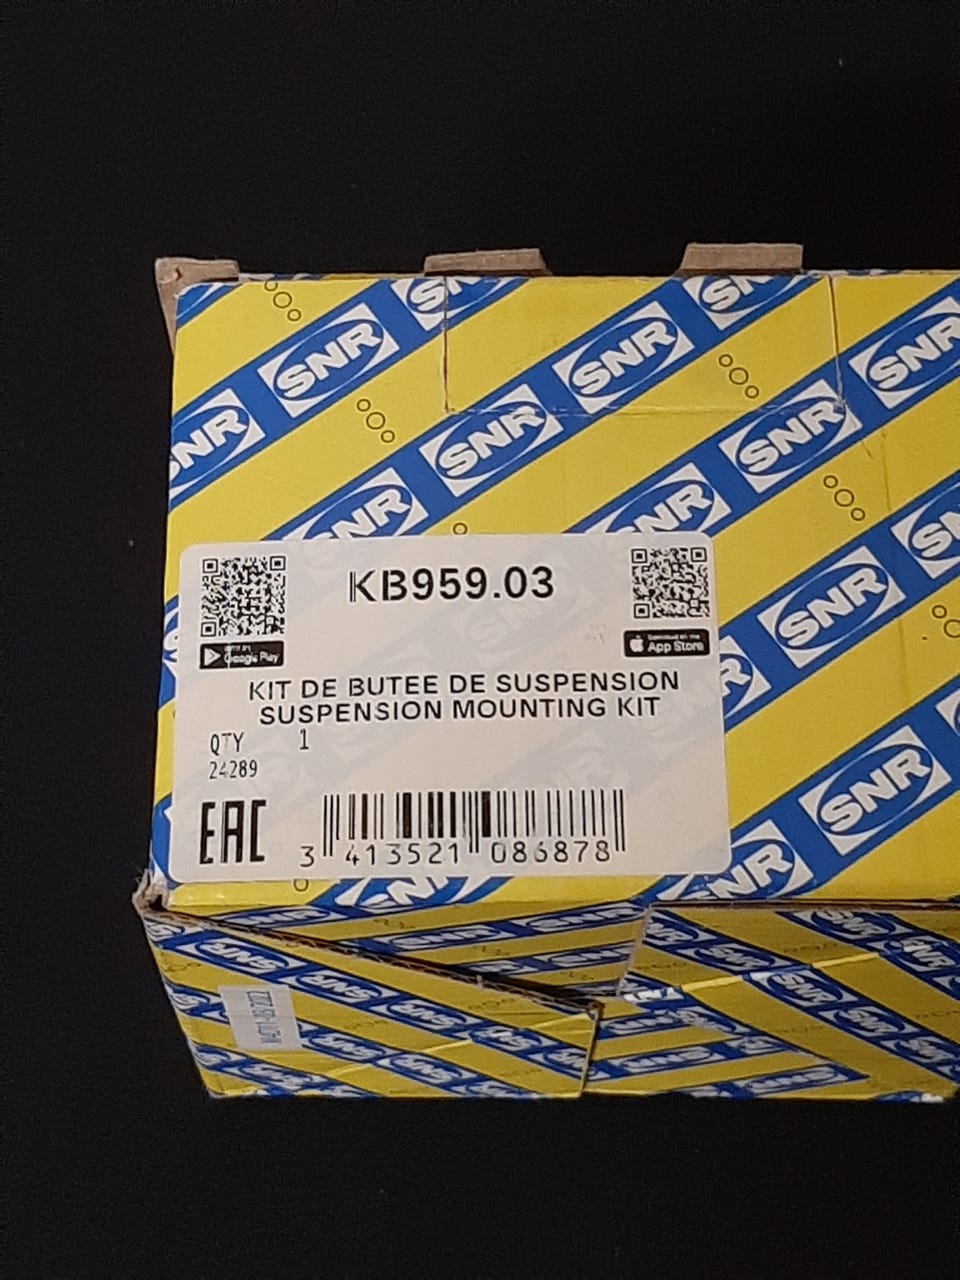 SNR
KB959.03
GET IT ON
Google Play
Download on the
App Store
KIT DE BUTEE DE SUSPENSION
SUSPENSION MOUNTING KIT
QTY 1
24289
EAC
3 413521 086878